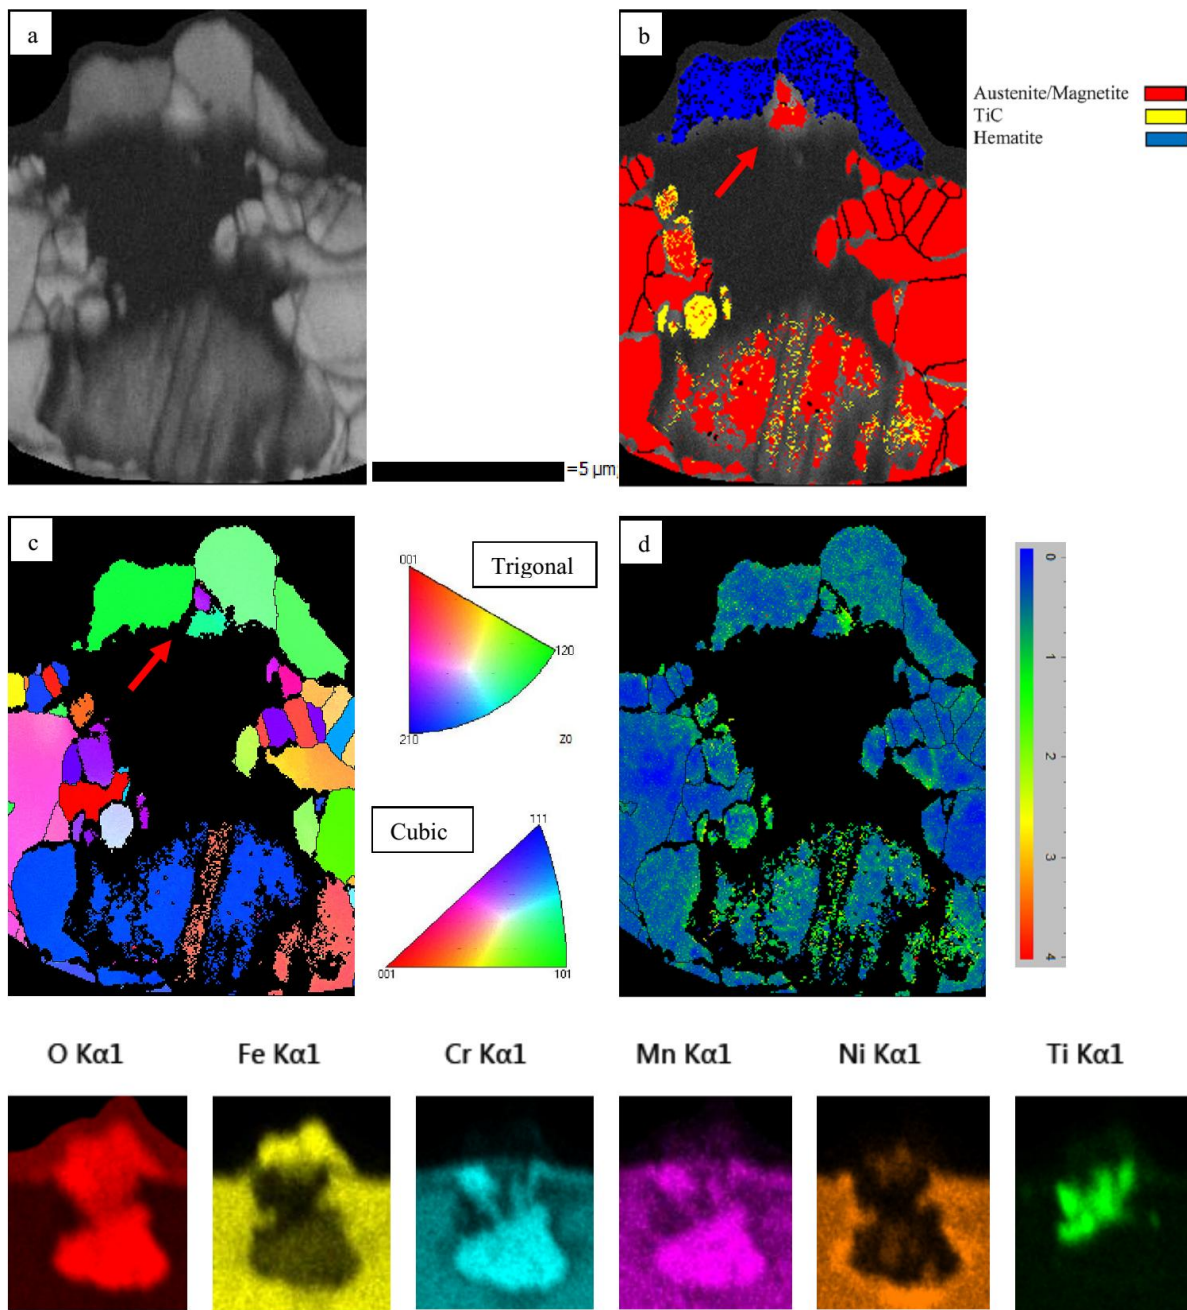 a
b
Austenite/Magnetite
TiC
Hematite
=5 µm;
c
001
Trigonal
120
210
Z0
111
Cubic
001
101
d
0
1
2
3
4
O Kα1
Fe Kα1
Cr Kα1
Mn Kα1
Ni Kα1
Ti Kα1